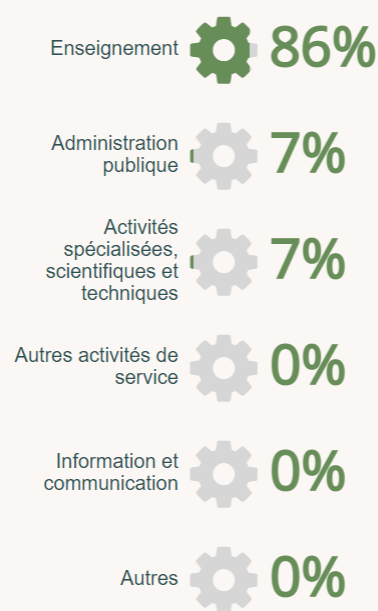 Enseignement 86%
Administration
publique 7%
Activités
spécialisées,
scientifiques et
techniques 7%
Autres activités de
service 0%
Information et
communication 0%
Autres 0%